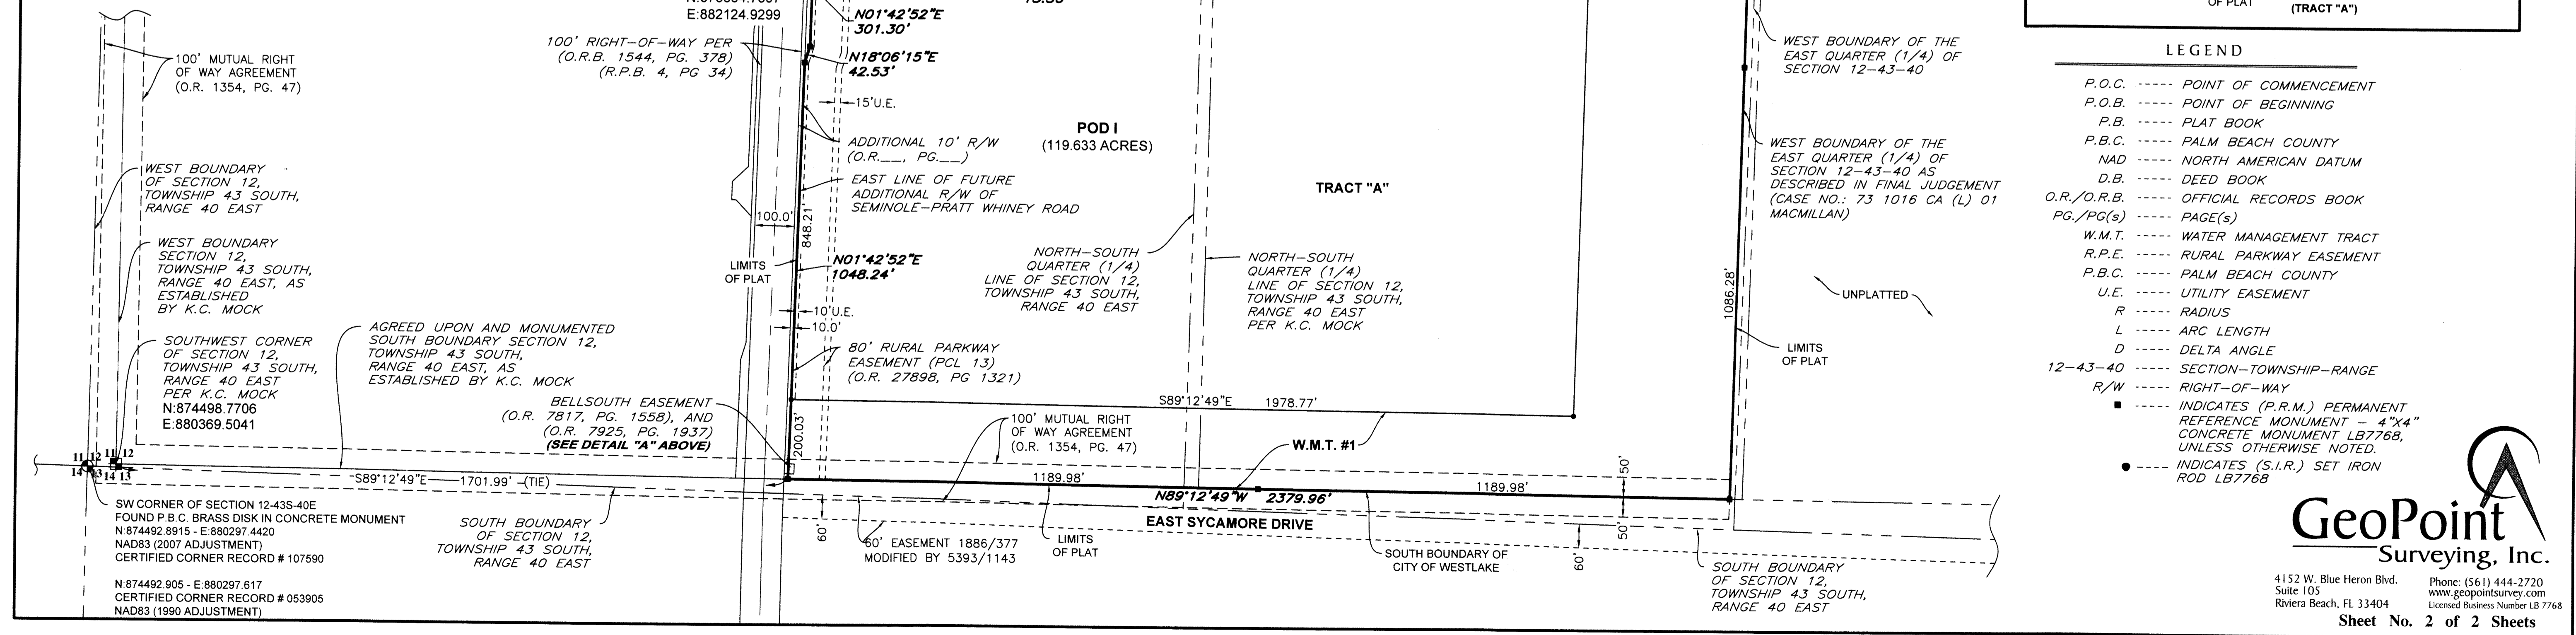 E:882124.9299
N01°42'52"E
301.30'
100' RIGHT-OF-WAY PER
(O.R.B. 1544, PG. 378)
(R.P.B. 4, PG 34)
N18°06'15"E
42.53'
15'U.E.
100' MUTUAL RIGHT
OF WAY AGREEMENT
(O.R. 1354, PG. 47)
ADDITIONAL 10' R/W
(O.R.__, PG.__)
EAST LINE OF FUTURE
ADDITIONAL R/W OF
SEMINOLE-PRATT WHINEY ROAD
POD I
(119.633 ACRES)
TRACT "A"
WEST BOUNDARY
OF SECTION 12,
TOWNSHIP 43 SOUTH,
RANGE 40 EAST
WEST BOUNDARY
SECTION 12,
TOWNSHIP 43 SOUTH,
RANGE 40 EAST, AS
ESTABLISHED
BY K.C. MOCK
100.0'
848.21'
LIMITS
OF PLAT
N01°42'52"E
1048.24'
10'U.E.
10.0'
NORTH-SOUTH
QUARTER (1/4)
LINE OF SECTION 12,
TOWNSHIP 43 SOUTH,
RANGE 40 EAST
NORTH-SOUTH
QUARTER (1/4)
LINE OF SECTION 12,
TOWNSHIP 43 SOUTH,
RANGE 40 EAST
PER K.C. MOCK
SOUTHWEST CORNER
OF SECTION 12,
TOWNSHIP 43 SOUTH,
RANGE 40 EAST
PER K.C. MOCK
N:874498.7706
E:880369.5041
AGREED UPON AND MONUMENTED
SOUTH BOUNDARY SECTION 12,
TOWNSHIP 43 SOUTH,
RANGE 40 EAST, AS
ESTABLISHED BY K.C. MOCK
80' RURAL PARKWAY
EASEMENT (PCL 13)
(O.R. 27898, PG 1321)
BELLSOUTH EASEMENT
(O.R. 7817, PG. 1558), AND
(O.R. 7925, PG. 1937)
(SEE DETAIL "A" ABOVE)
200.03'
S89°12'49"E 1978.77'
100' MUTUAL RIGHT
OF WAY AGREEMENT
(O.R. 1354, PG. 47)
W.M.T. #1
11 12
14 13
11 12
14 13
S89°12'49"E 1701.99' (TIE)
1189.98'
N89°12'49"W 2379.96'
1189.98'
50'
50'
60'
60'
EAST SYCAMORE DRIVE
SW CORNER OF SECTION 12-43S-40E
FOUND P.B.C. BRASS DISK IN CONCRETE MONUMENT
N:874492.8915 - E:880297.4420
NAD83 (2007 ADJUSTMENT)
CERTIFIED CORNER RECORD # 107590
N:874492.905 - E:880297.617
CERTIFIED CORNER RECORD # 053905
NAD83 (1990 ADJUSTMENT)
SOUTH BOUNDARY
OF SECTION 12,
TOWNSHIP 43 SOUTH,
RANGE 40 EAST
60' EASEMENT 1886/377
MODIFIED BY 5393/1143
LIMITS
OF PLAT
SOUTH BOUNDARY OF
CITY OF WESTLAKE
SOUTH BOUNDARY
OF SECTION 12,
TOWNSHIP 43 SOUTH,
RANGE 40 EAST
WEST BOUNDARY OF THE
EAST QUARTER (1/4) OF
SECTION 12-43-40
WEST BOUNDARY OF THE
EAST QUARTER (1/4) OF
SECTION 12-43-40 AS
DESCRIBED IN FINAL JUDGEMENT
(CASE NO.: 73 1016 CA (L) 01
MACMILLAN)
1086.28'
UNPLATTED
LIMITS
OF PLAT
OF PLAT
(TRACT "A")
LEGEND
P.O.C. ----- POINT OF COMMENCEMENT
P.O.B. ----- POINT OF BEGINNING
P.B. ----- PLAT BOOK
P.B.C. ----- PALM BEACH COUNTY
NAD ----- NORTH AMERICAN DATUM
D.B. ----- DEED BOOK
O.R./O.R.B. ----- OFFICIAL RECORDS BOOK
PG./PG(s) ----- PAGE(s)
W.M.T. ----- WATER MANAGEMENT TRACT
R.P.E. ----- RURAL PARKWAY EASEMENT
P.B.C. ----- PALM BEACH COUNTY
U.E. ----- UTILITY EASEMENT
R ----- RADIUS
L ----- ARC LENGTH
D ----- DELTA ANGLE
12-43-40 ----- SECTION-TOWNSHIP-RANGE
R/W ----- RIGHT-OF-WAY
■ ----- INDICATES (P.R.M.) PERMANENT
REFERENCE MONUMENT - 4"X4"
CONCRETE MONUMENT LB7768,
UNLESS OTHERWISE NOTED.
● ---- INDICATES (S.I.R.) SET IRON
ROD LB7768
GeoPoint
Surveying, Inc.
4152 W. Blue Heron Blvd.
Suite 105
Riviera Beach, FL 33404
Phone: (561) 444-2720
www.geopointsurvey.com
Licensed Business Number LB 7768
Sheet No. 2 of 2 Sheets